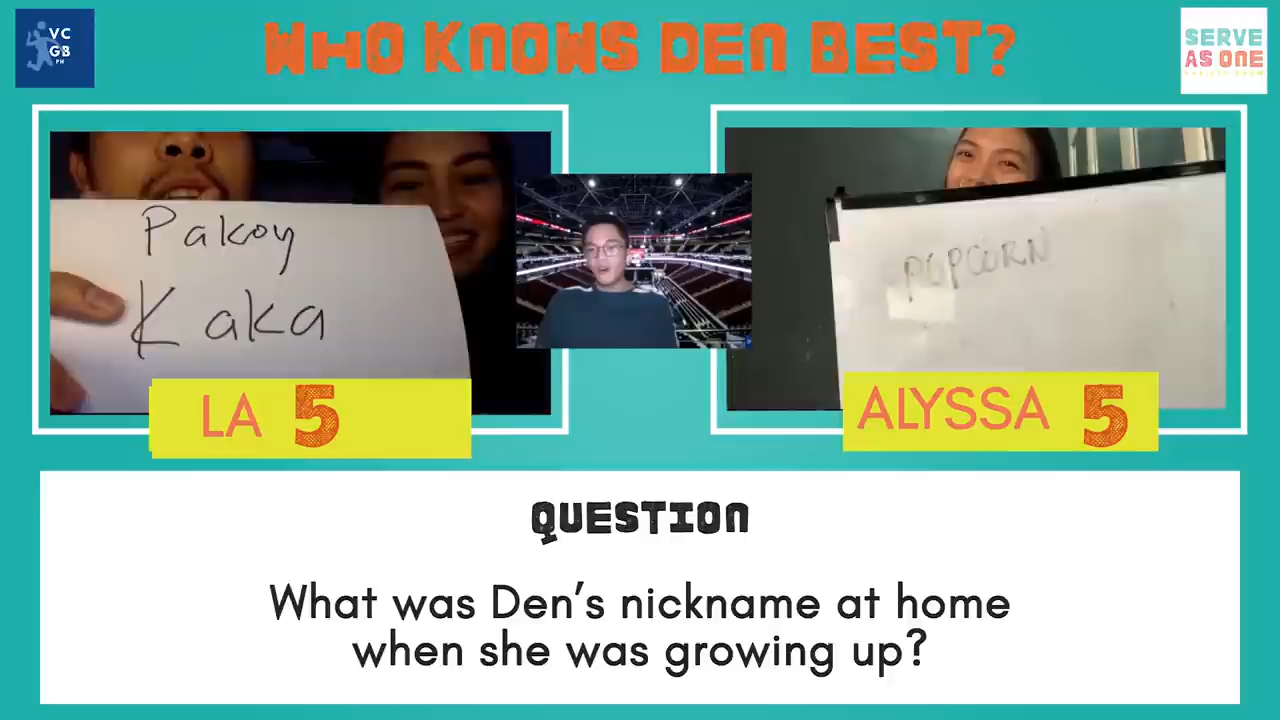 VC
GB
PH
WHO KNOWS DEN BEST?
SERVE
AS ONE
Pakoy
Kaka
POPCORN
LA 5
ALYSSA 5
QUESTION
What was Den's nickname at home
when she was growing up?